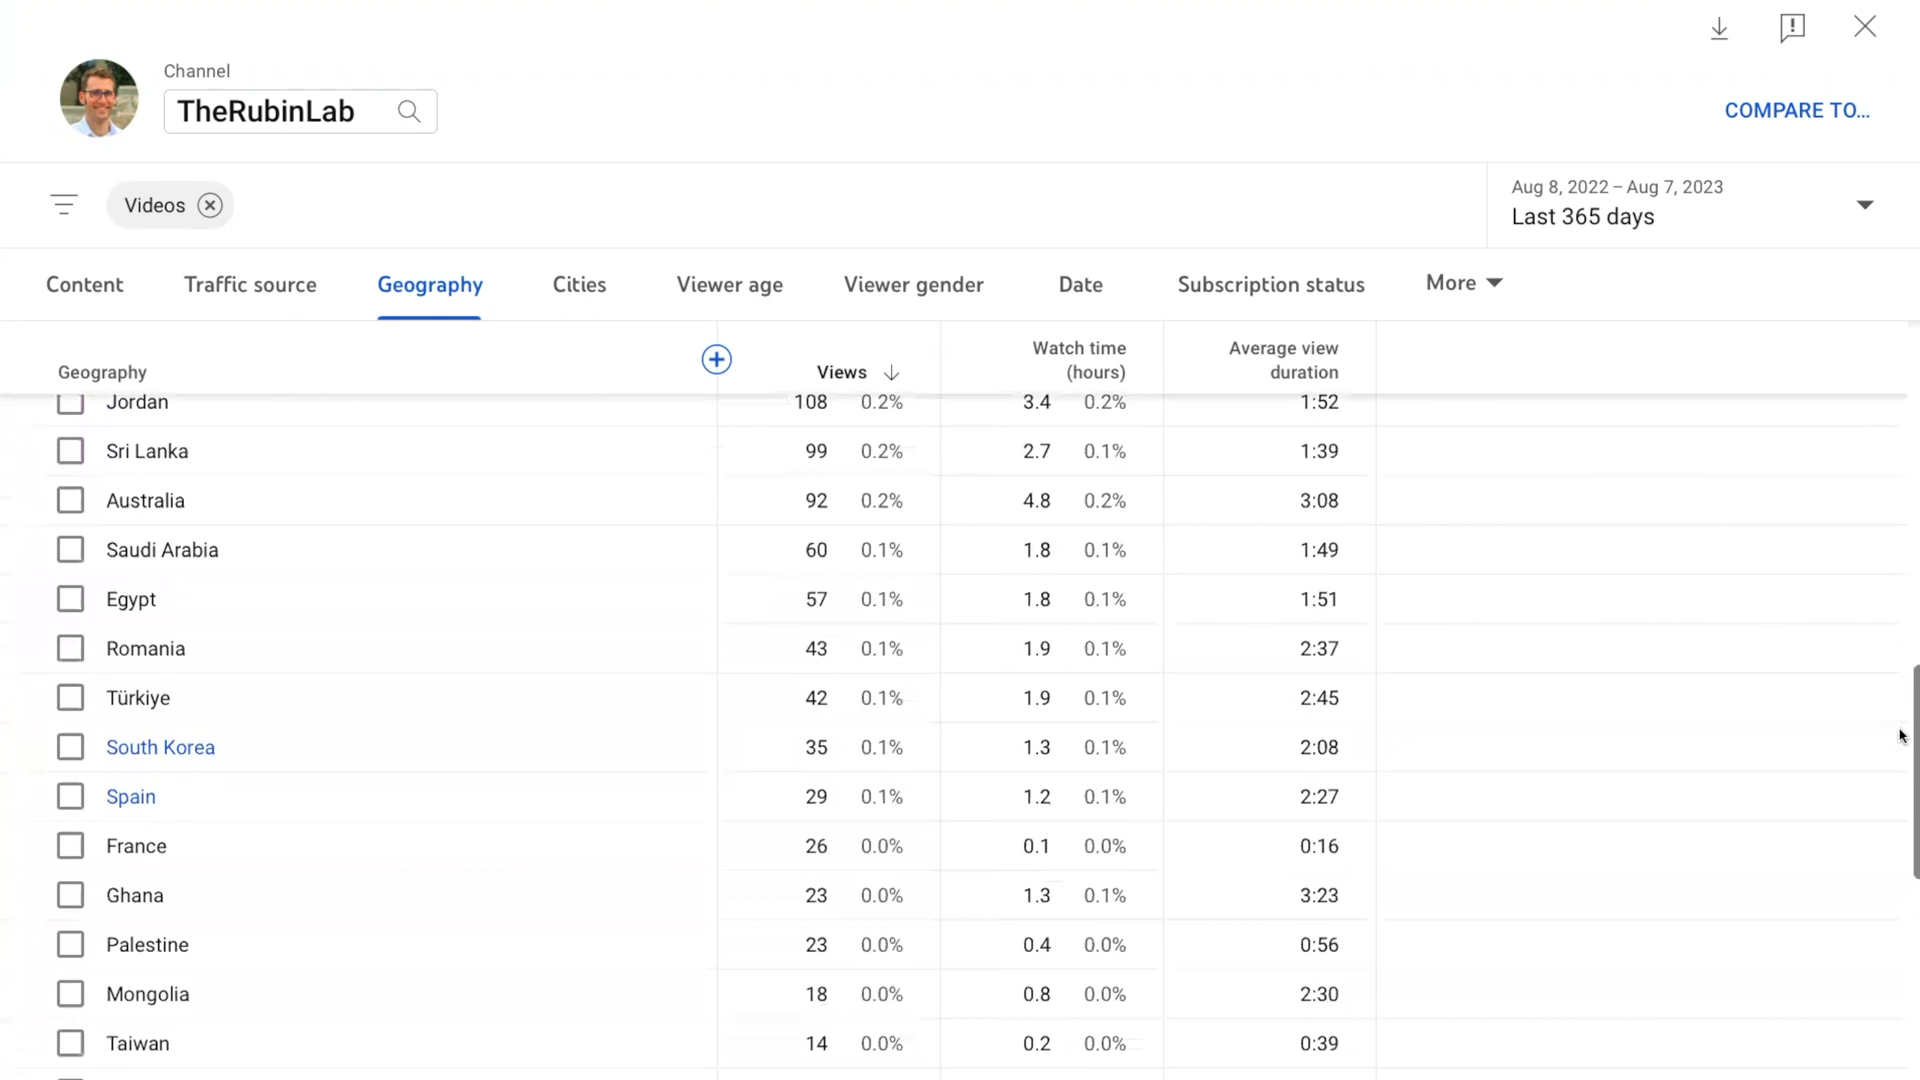 Channel
TheRubinLab
COMPARE TO...
Videos
Aug 8, 2022 – Aug 7, 2023
Last 365 days
Content Traffic source Geography Cities Viewer age Viewer gender Date Subscription status More
Geography Views Watch time (hours) Average view duration
Jordan 108 0.2% 3.4 0.2% 1:52
Sri Lanka 99 0.2% 2.7 0.1% 1:39
Australia 92 0.2% 4.8 0.2% 3:08
Saudi Arabia 60 0.1% 1.8 0.1% 1:49
Egypt 57 0.1% 1.8 0.1% 1:51
Romania 43 0.1% 1.9 0.1% 2:37
Türkiye 42 0.1% 1.9 0.1% 2:45
South Korea 35 0.1% 1.3 0.1% 2:08
Spain 29 0.1% 1.2 0.1% 2:27
France 26 0.0% 0.1 0.0% 0:16
Ghana 23 0.0% 1.3 0.1% 3:23
Palestine 23 0.0% 0.4 0.0% 0:56
Mongolia 18 0.0% 0.8 0.0% 2:30
Taiwan 14 0.0% 0.2 0.0% 0:39